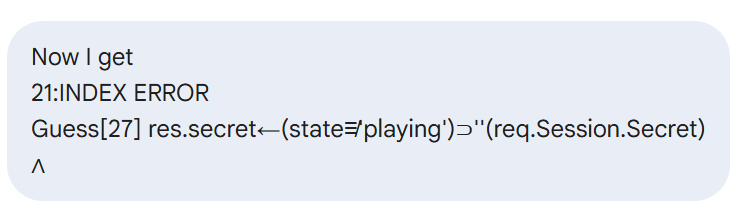 Now I get
21:INDEX ERROR
Guess[27] res.secret←(state≢'playing')⊃''(req.Session.Secret)
∧